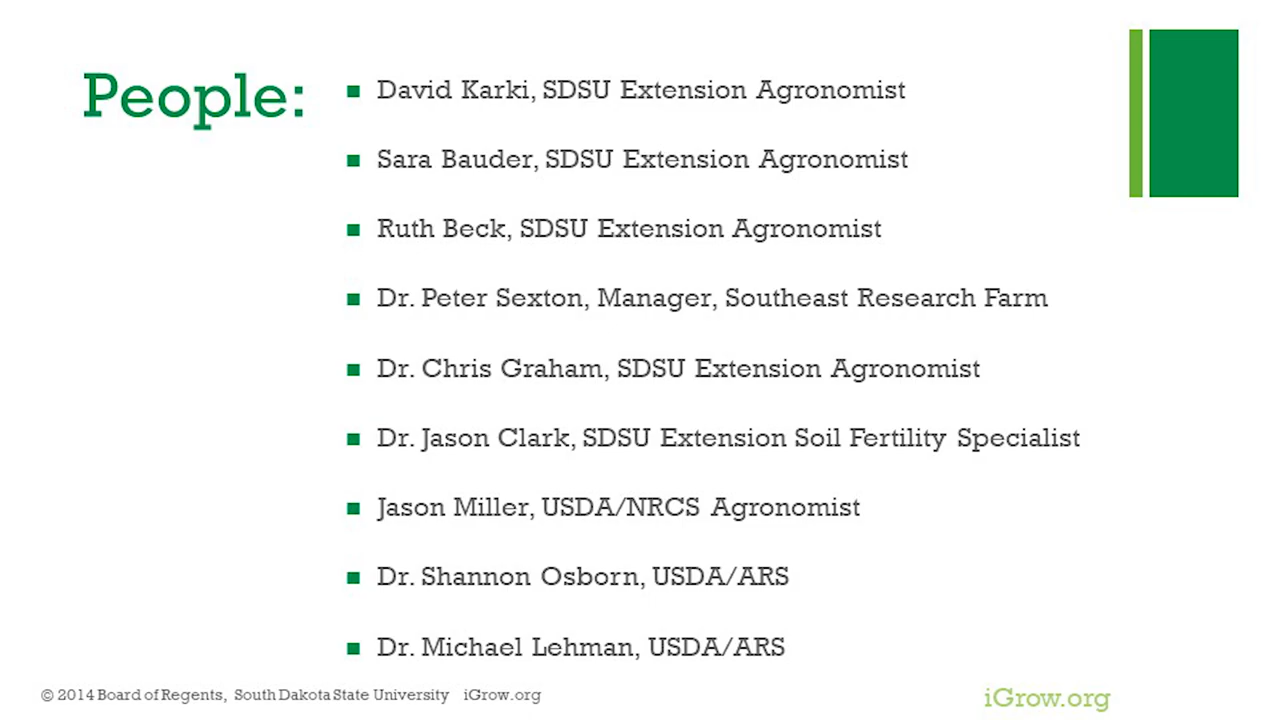 People:
David Karki, SDSU Extension Agronomist
Sara Bauder, SDSU Extension Agronomist
Ruth Beck, SDSU Extension Agronomist
Dr. Peter Sexton, Manager, Southeast Research Farm
Dr. Chris Graham, SDSU Extension Agronomist
Dr. Jason Clark, SDSU Extension Soil Fertility Specialist
Jason Miller, USDA/NRCS Agronomist
Dr. Shannon Osborn, USDA/ARS
Dr. Michael Lehman, USDA/ARS
© 2014 Board of Regents, South Dakota State University iGrow.org
iGrow.org